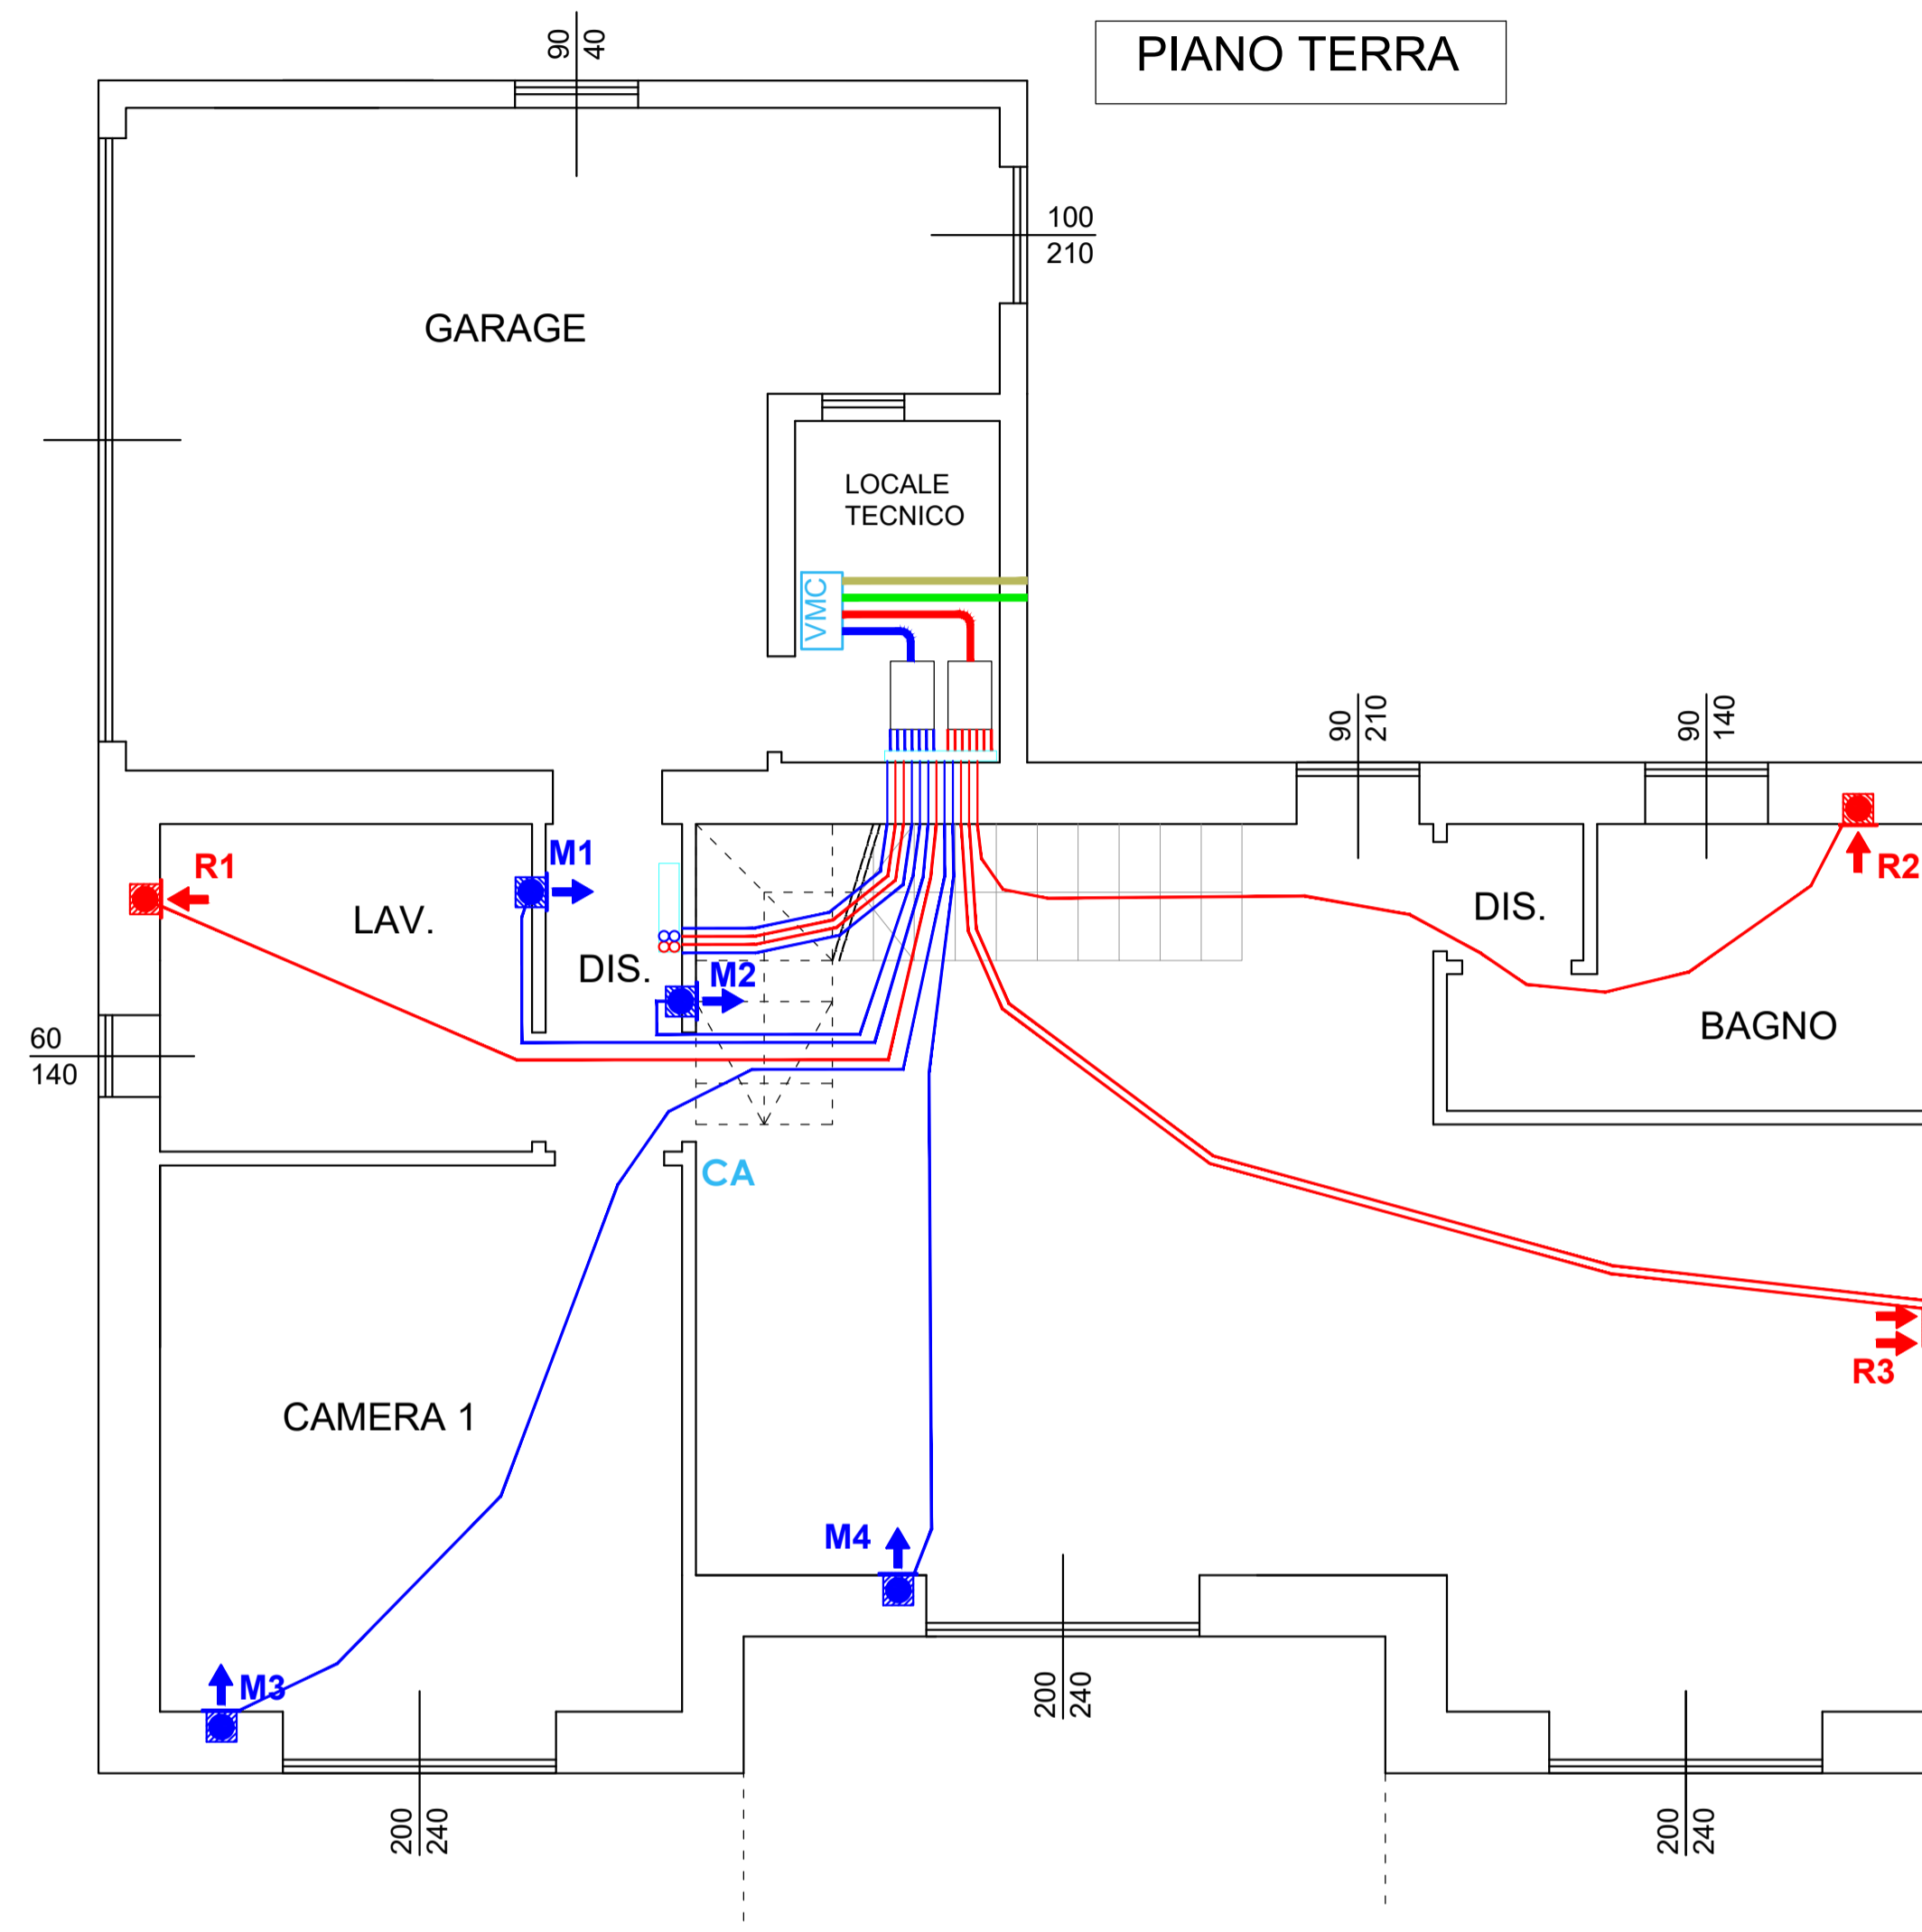 PIANO TERRA
90
40
100
210
GARAGE
LOCALE
TECNICO
VMC
90
210
90
140
R1
M1
R2
LAV.
DIS.
DIS.
M2
BAGNO
60
140
CA
R3
CAMERA 1
M4
M3
200
240
200
240
200
240